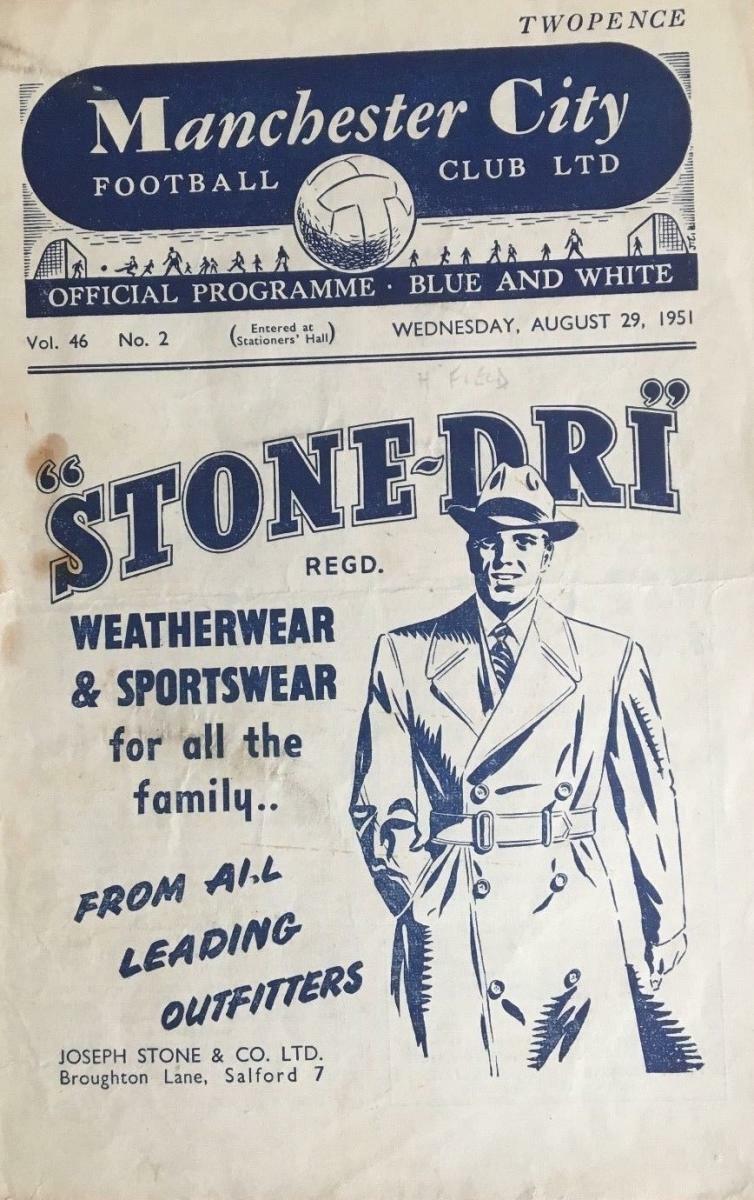 TWOPENCE
Manchester City
FOOTBALL CLUB LTD
OFFICIAL PROGRAMME · BLUE AND WHITE
Vol. 46 No. 2 (Entered at Stationers' Hall) WEDNESDAY, AUGUST 29, 1951
H' FIELD
“STONE-DRI”
REGD.
WEATHERWEAR
& SPORTSWEAR
for all the
family..
FROM ALL
LEADING
OUTFITTERS
JOSEPH STONE & CO. LTD.
Broughton Lane, Salford 7